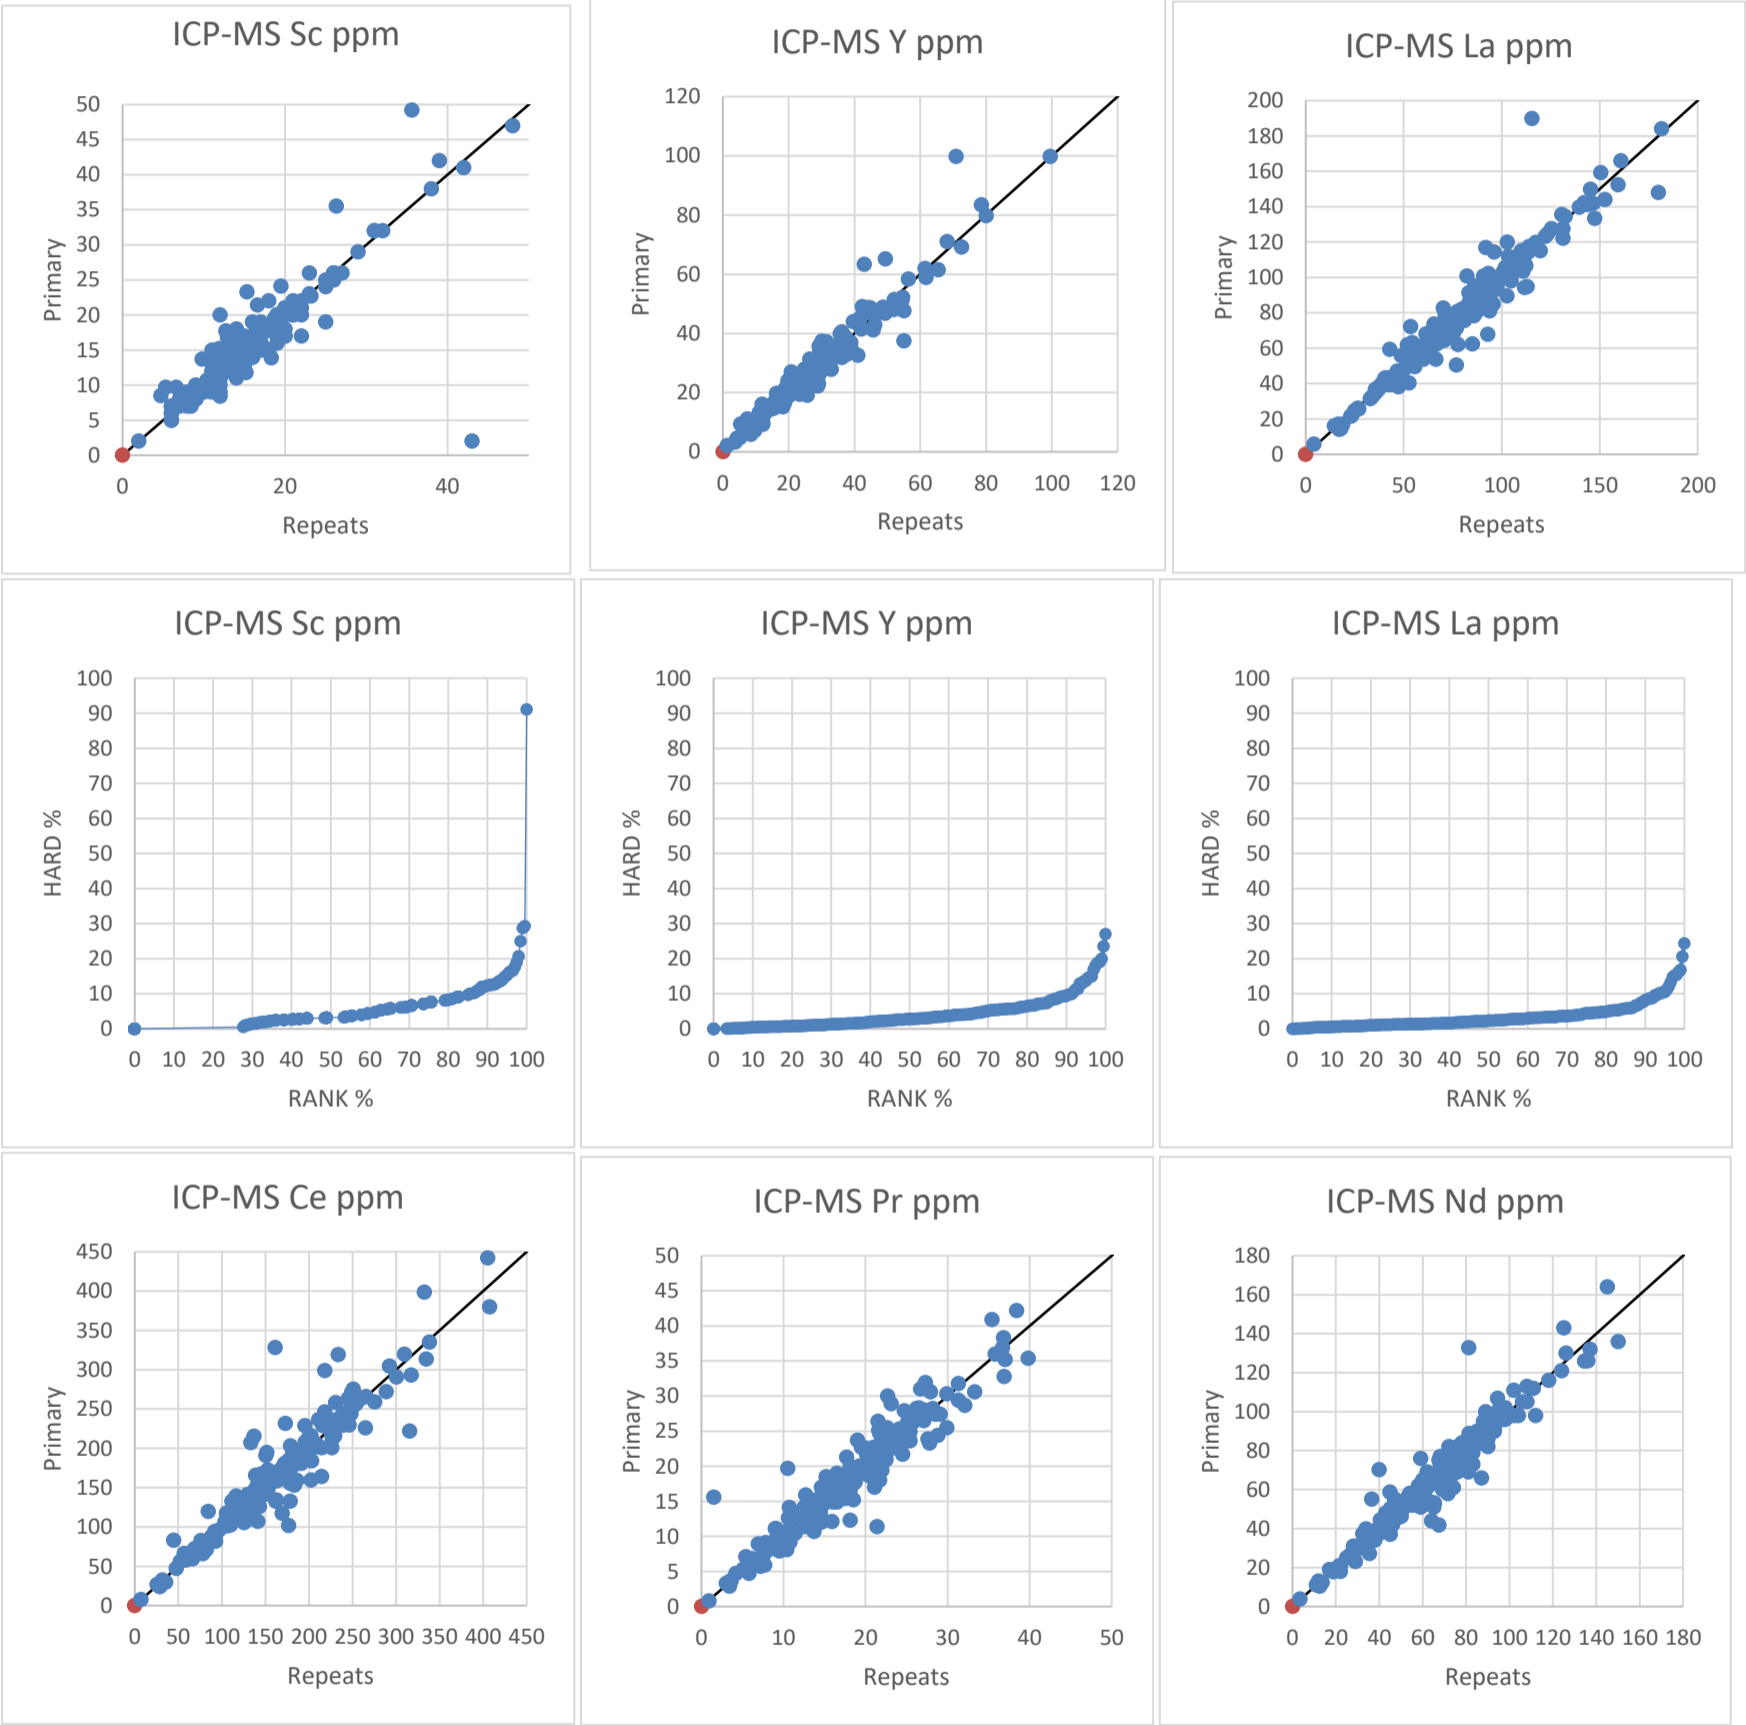 ICP-MS Sc ppm
50
45
40
35
30
25
20
15
10
5
0
Primary
0 20 40
Repeats
ICP-MS Y ppm
120
100
80
60
40
20
0
Primary
0 20 40 60 80 100 120
Repeats
ICP-MS La ppm
200
180
160
140
120
100
80
60
40
20
0
Primary
0 50 100 150 200
Repeats
ICP-MS Sc ppm
100
90
80
70
60
50
40
30
20
10
0
HARD %
0 10 20 30 40 50 60 70 80 90 100
RANK %
ICP-MS Y ppm
100
90
80
70
60
50
40
30
20
10
0
HARD %
0 10 20 30 40 50 60 70 80 90 100
RANK %
ICP-MS La ppm
100
90
80
70
60
50
40
30
20
10
0
HARD %
0 10 20 30 40 50 60 70 80 90 100
RANK %
ICP-MS Ce ppm
450
400
350
300
250
200
150
100
50
0
Primary
0 50 100 150 200 250 300 350 400 450
Repeats
ICP-MS Pr ppm
50
45
40
35
30
25
20
15
10
5
0
Primary
0 10 20 30 40 50
Repeats
ICP-MS Nd ppm
180
160
140
120
100
80
60
40
20
0
Primary
0 20 40 60 80 100 120 140 160 180
Repeats